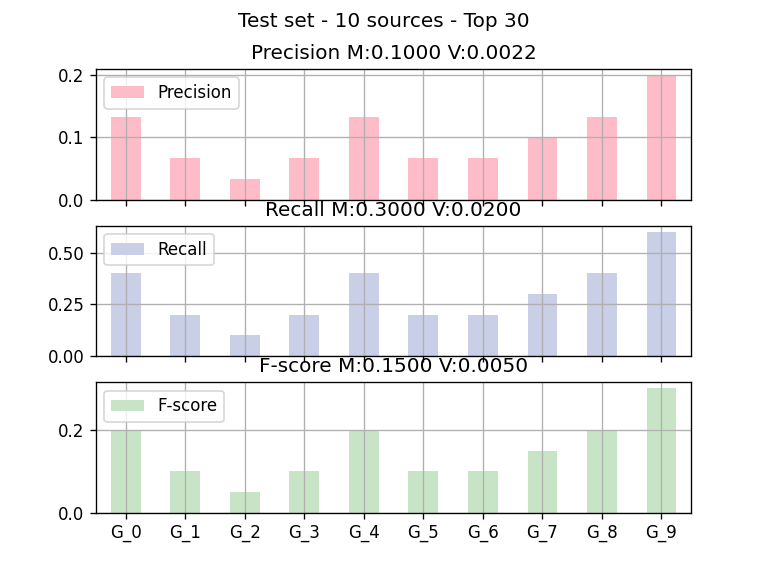 Test set - 10 sources - Top 30
Precision M:0.1000 V:0.0022
0.2
0.1
0.0
Precision
Recall M:0.3000 V:0.0200
0.50
0.25
0.00
Recall
F-score M:0.1500 V:0.0050
0.2
0.0
F-score
G_0 G_1 G_2 G_3 G_4 G_5 G_6 G_7 G_8 G_9